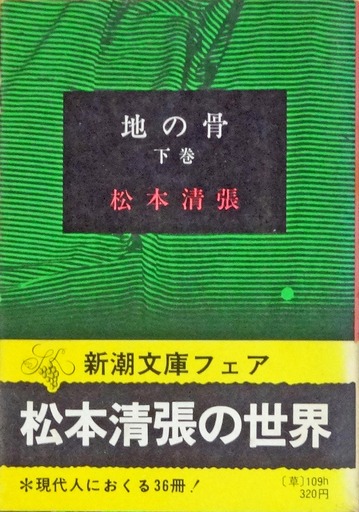 地の骨
下巻
松本清張
新潮文庫フェア
松本清張の世界
*現代人におくる36冊!
〔草〕109h
320円